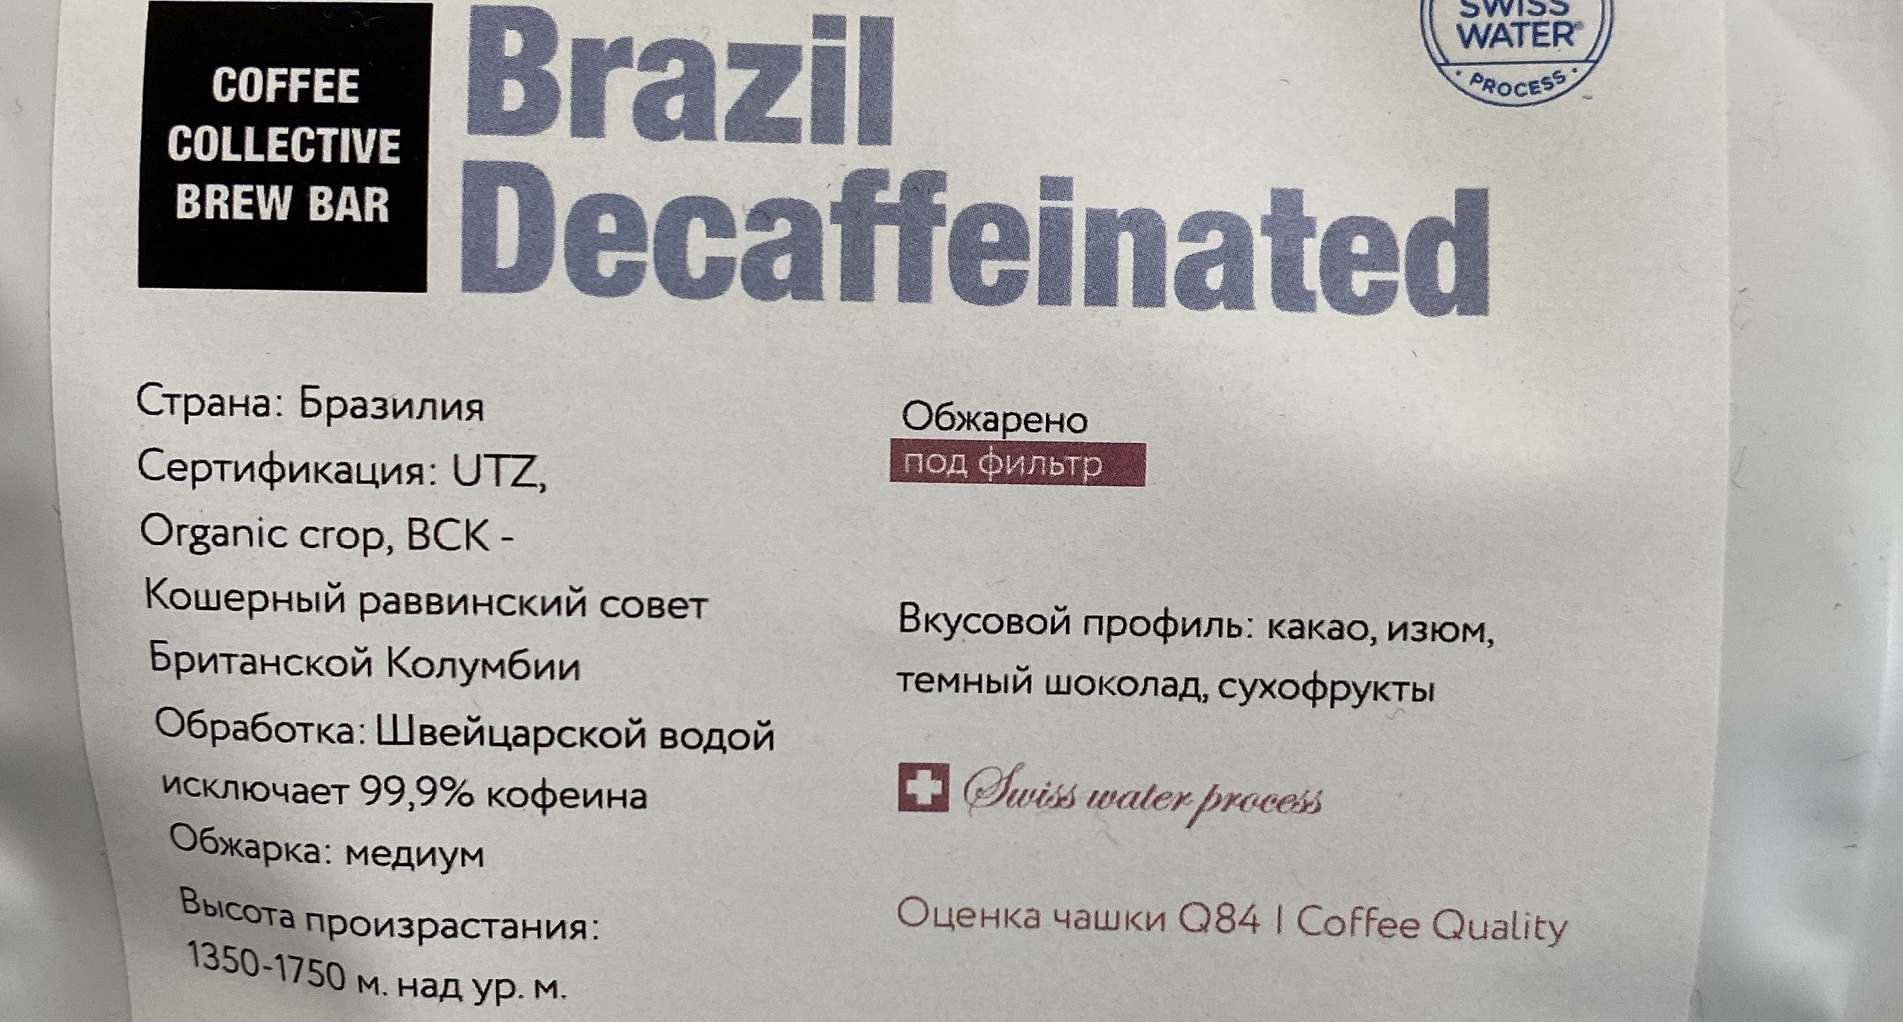 COFFEE
COLLECTIVE
BREW BAR
Brazil
Decaffeinated
SWISS
WATER®
· PROCESS ·
Страна: Бразилия
Сертификация: UTZ,
Organic crop, BCK -
Кошерный раввинский совет
Британской Колумбии
Обработка: Швейцарской водой
исключает 99,9% кофеина
Обжарка: медиум
Высота произрастания:
1350-1750 м. над ур. м.
Обжарено
под фильтр
Вкусовой профиль: какао, изюм,
темный шоколад, сухофрукты
Swiss water process
Оценка чашки Q84 | Coffee Quality